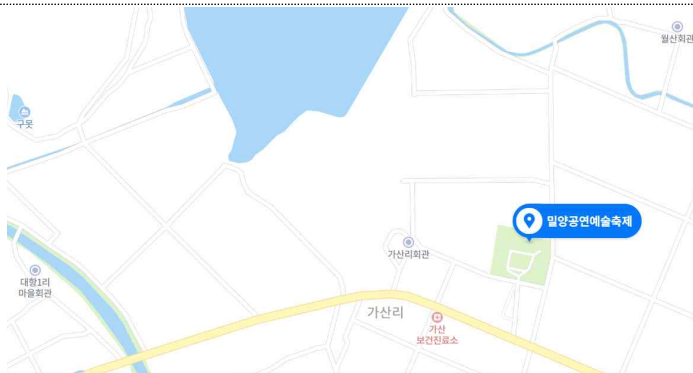 월산회관
구못
밀양공연예술축제
가산리회관
대항1리
마을회관
가산리
가산
보건진료소